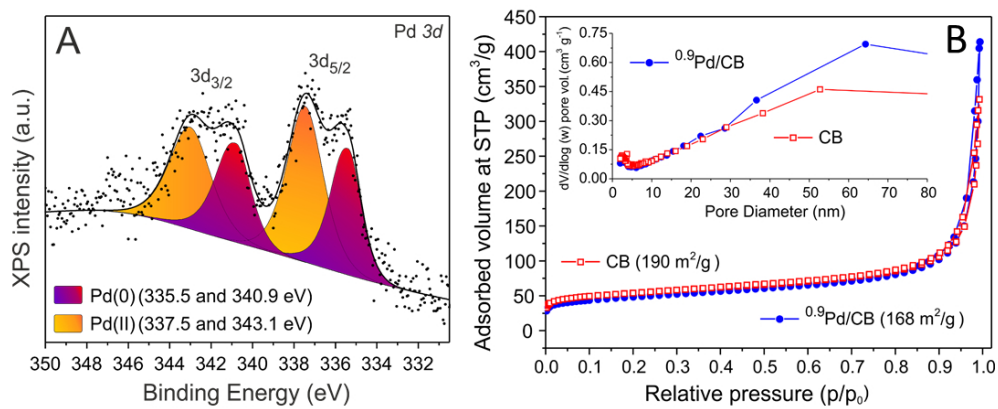 A
Pd 3d
3d3/2
3d5/2
XPS intensity (a.u.)
Pd(0) (335.5 and 340.9 eV)
Pd(II) (337.5 and 343.1 eV)
350 348 346 344 342 340 338 336 334 332
Binding Energy (eV)
B
Adsorbed volume at STP (cm³/g)
450
400
350
300
250
200
150
100
50
0
dV/dlog (w) pore vol.(cm³ g⁻¹)
0.75
0.60
0.45
0.30
0.15
0.00
⁰·⁹Pd/CB
CB
0 10 20 30 40 50 60 70 80
Pore Diameter (nm)
CB (190 m²/g)
⁰·⁹Pd/CB (168 m²/g)
0.0 0.1 0.2 0.3 0.4 0.5 0.6 0.7 0.8 0.9 1.0
Relative pressure (p/p₀)